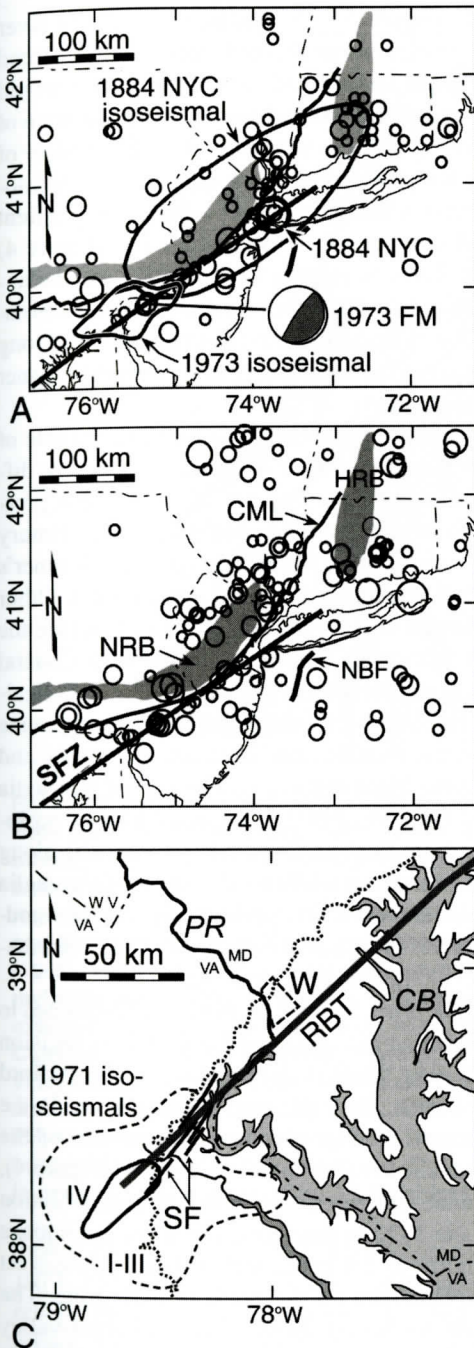 100 km
42°N
1884 NYC
isoseismal
41°N
N
1884 NYC
40°N
1973 FM
1973 isoseismal
A
76°W 74°W 72°W
100 km
HRB
42°N
CML
41°N
N
NRB
NBF
40°N
SFZ
B
76°W 74°W 72°W
W V
VA
PR
N
50 km
VA MD
39°N
W
CB
RBT
1971 iso-
seismals
IV
SF
38°N
I-III
MD
VA
79°W 78°W
C